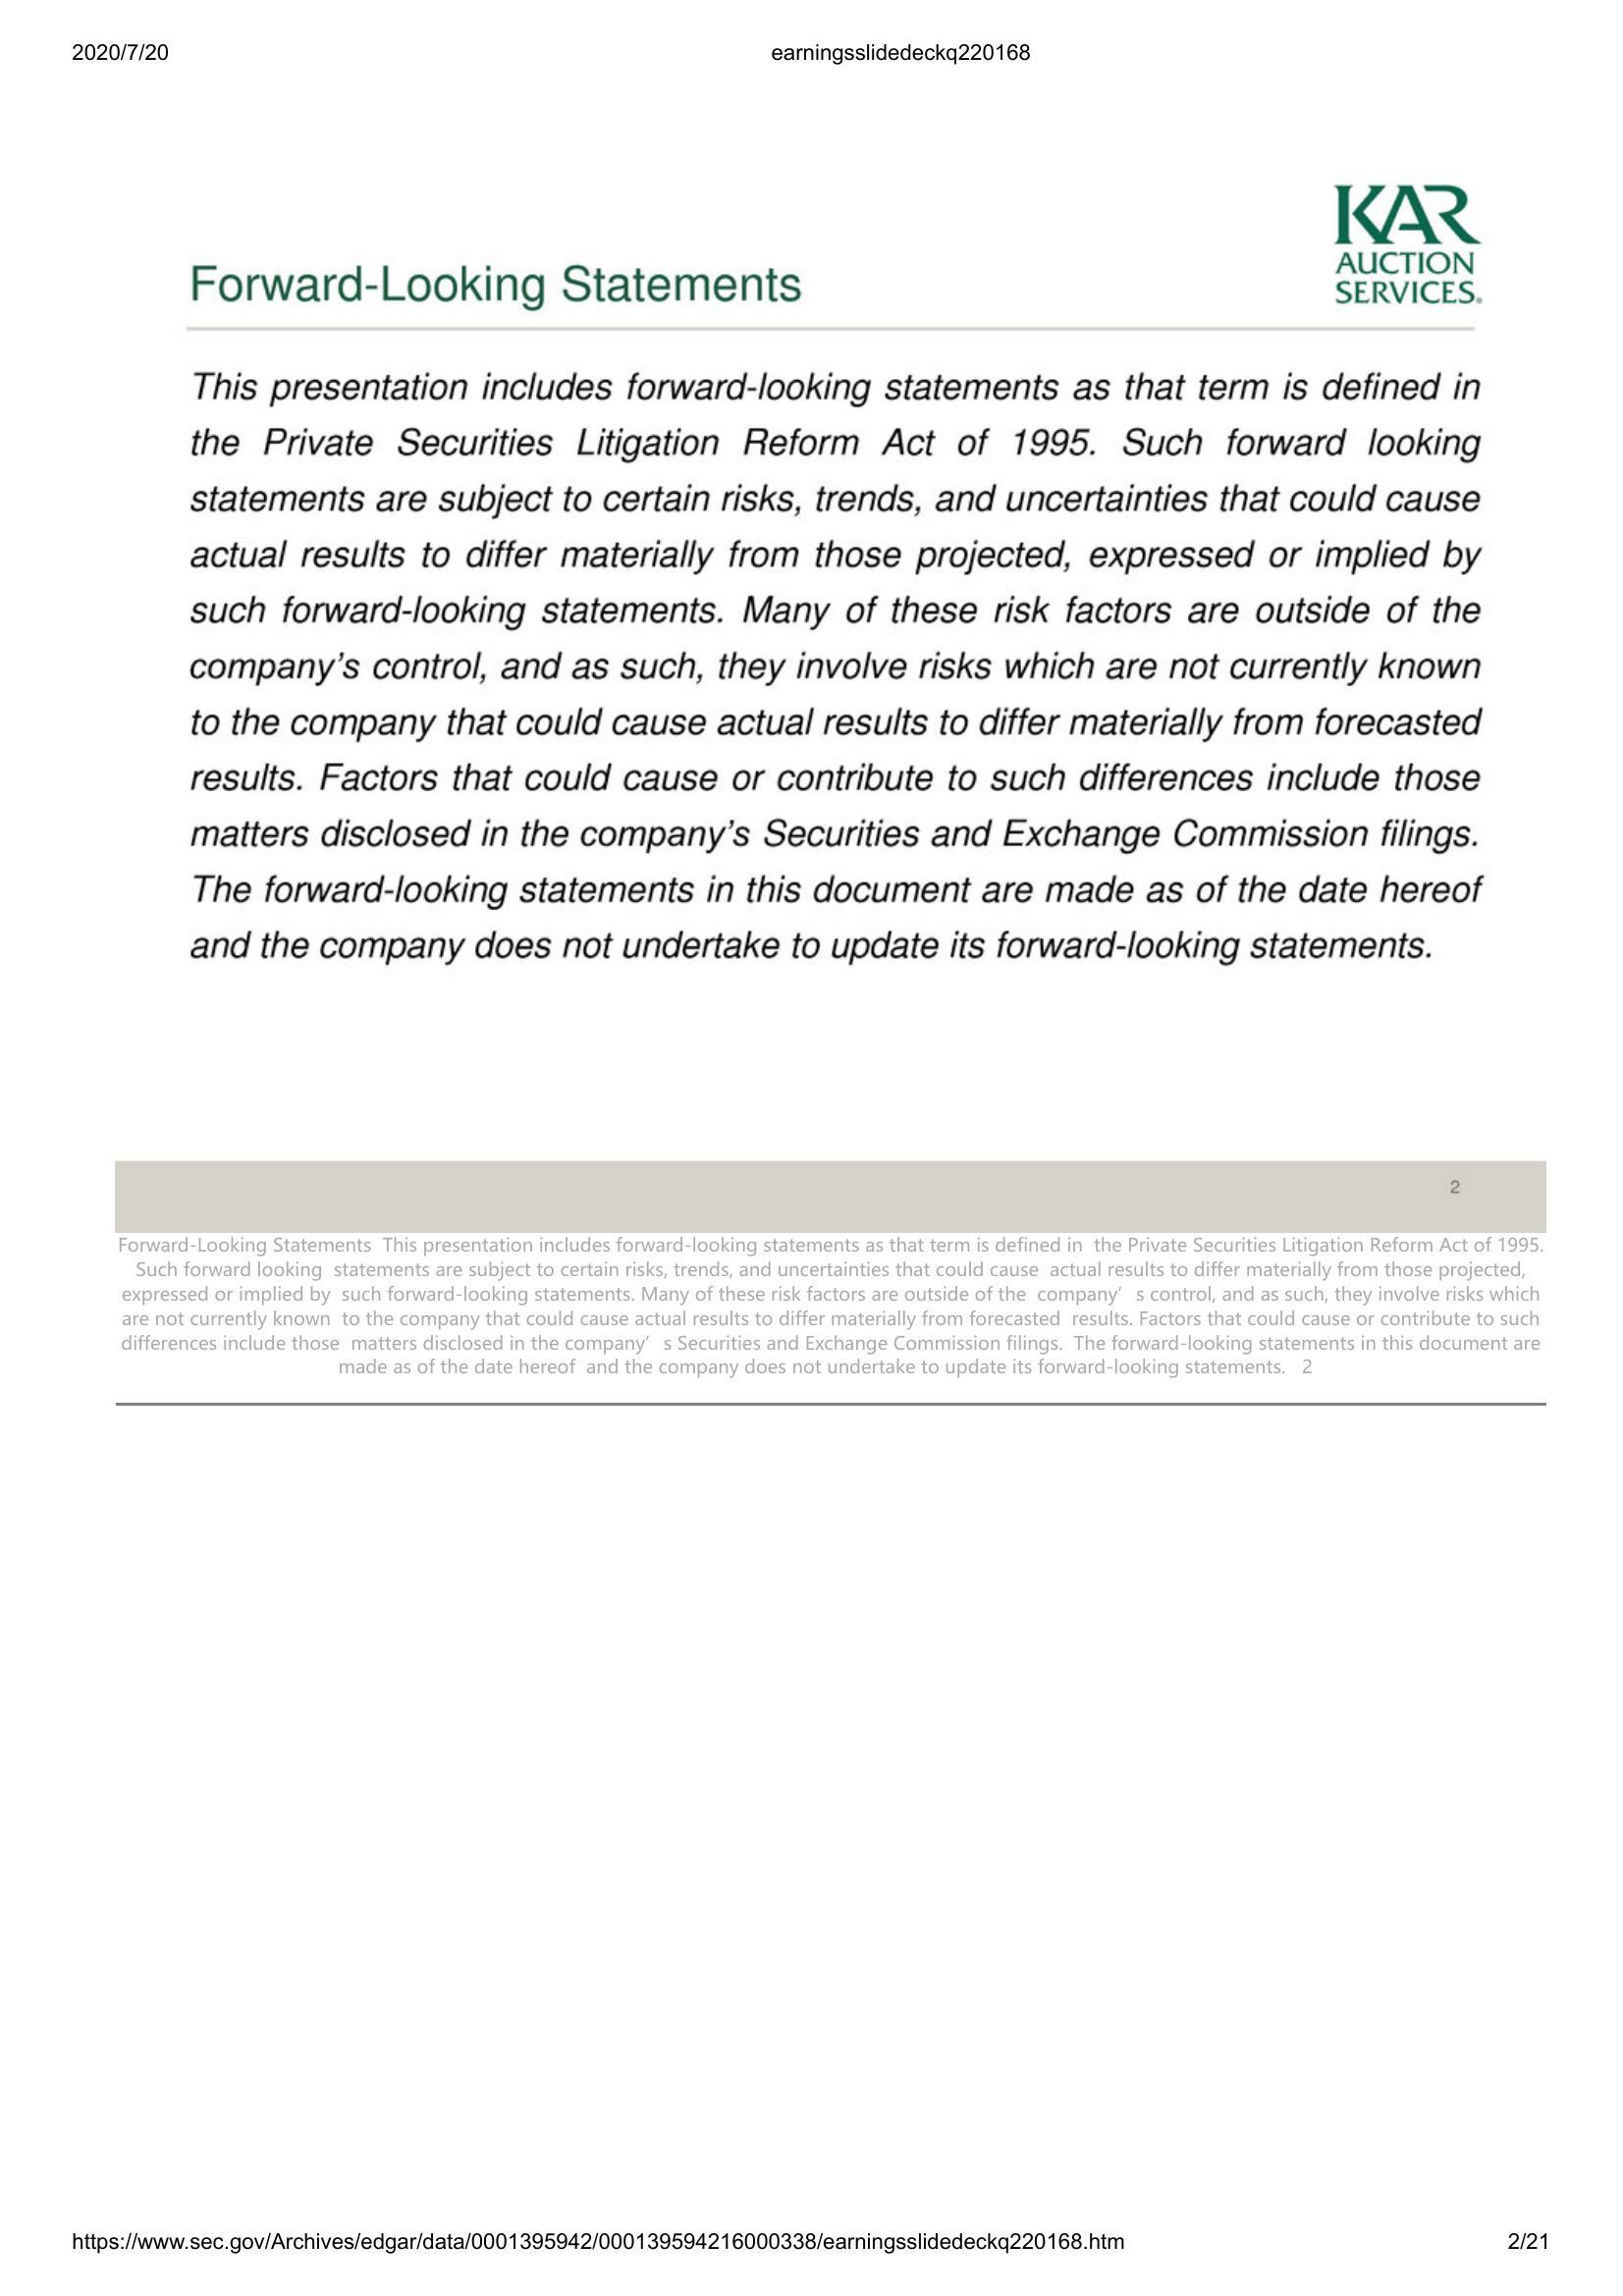 2020/7/20 earningsslidedeckq220168
KAR
AUCTION
SERVICES®
Forward-Looking Statements
This presentation includes forward-looking statements as that term is defined in
the Private Securities Litigation Reform Act of 1995. Such forward looking
statements are subject to certain risks, trends, and uncertainties that could cause
actual results to differ materially from those projected, expressed or implied by
such forward-looking statements. Many of these risk factors are outside of the
company’s control, and as such, they involve risks which are not currently known
to the company that could cause actual results to differ materially from forecasted
results. Factors that could cause or contribute to such differences include those
matters disclosed in the company’s Securities and Exchange Commission filings.
The forward-looking statements in this document are made as of the date hereof
and the company does not undertake to update its forward-looking statements.
2
Forward-Looking Statements This presentation includes forward-looking statements as that term is defined in the Private Securities Litigation Reform Act of 1995.
Such forward looking statements are subject to certain risks, trends, and uncertainties that could cause actual results to differ materially from those projected,
expressed or implied by such forward-looking statements. Many of these risk factors are outside of the company’ s control, and as such, they involve risks which
are not currently known to the company that could cause actual results to differ materially from forecasted results. Factors that could cause or contribute to such
differences include those matters disclosed in the company’ s Securities and Exchange Commission filings. The forward-looking statements in this document are
made as of the date hereof and the company does not undertake to update its forward-looking statements. 2
https://www.sec.gov/Archives/edgar/data/0001395942/000139594216000338/earningsslidedeckq220168.htm 2/21